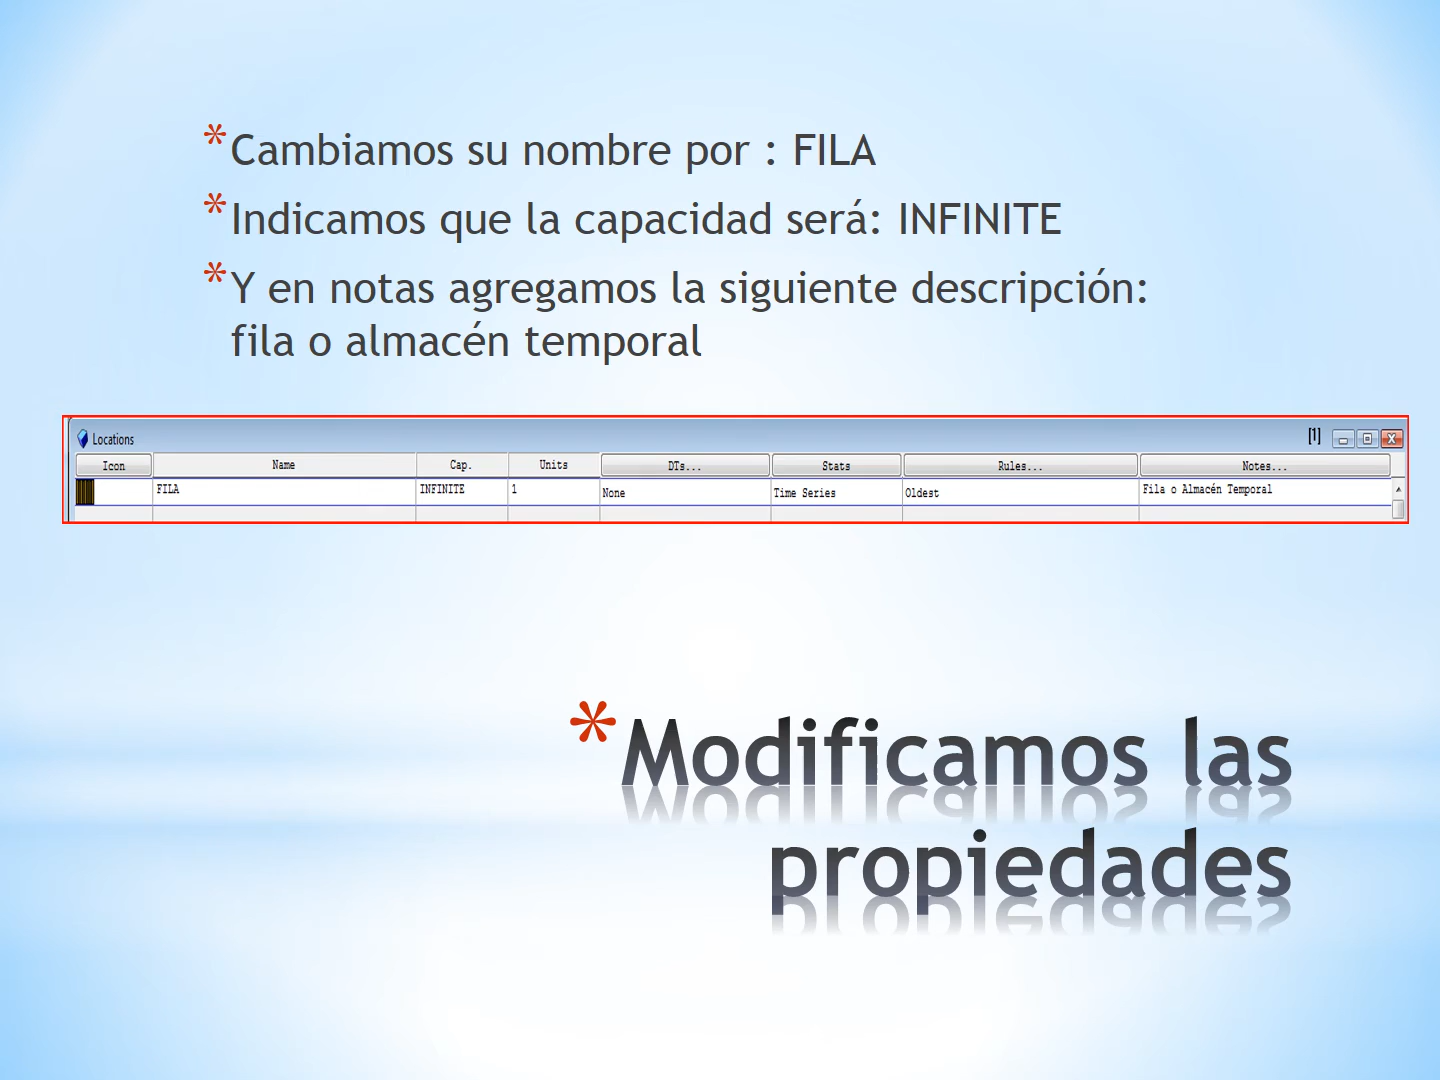 * Cambiamos su nombre por : FILA
* Indicamos que la capacidad será: INFINITE
* Y en notas agregamos la siguiente descripción:
fila o almacén temporal
Locations [1]
Icon Name Cap. Units DTs... Stats Rules... Notes...
FILA INFINITE 1 None Time Series Oldest Fila o Almacén Temporal
* Modificamos las
propiedades